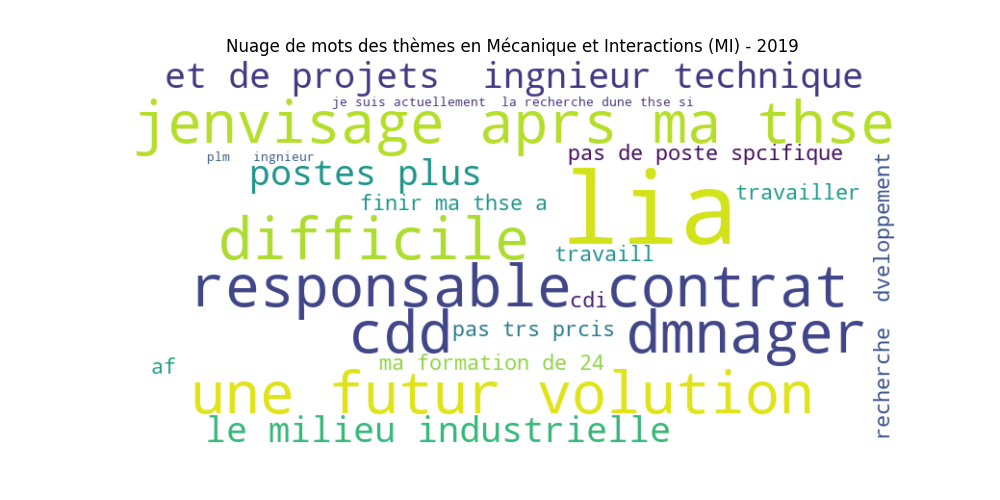 Nuage de mots des thèmes en Mécanique et Interactions (MI) - 2019
et de projets  ingnieur technique
je suis actuellement  la recherche dune thse si
jenvisage aprs ma thse
pas de poste spcifique
plm  ingnieur
postes plus
lia
travailler
finir ma thse a
difficile
travaill
recherche  dveloppement
responsable
cdi
contrat
cdd
pas trs prcis
dmnager
af
ma formation de 24
une futur volution
le milieu industrielle